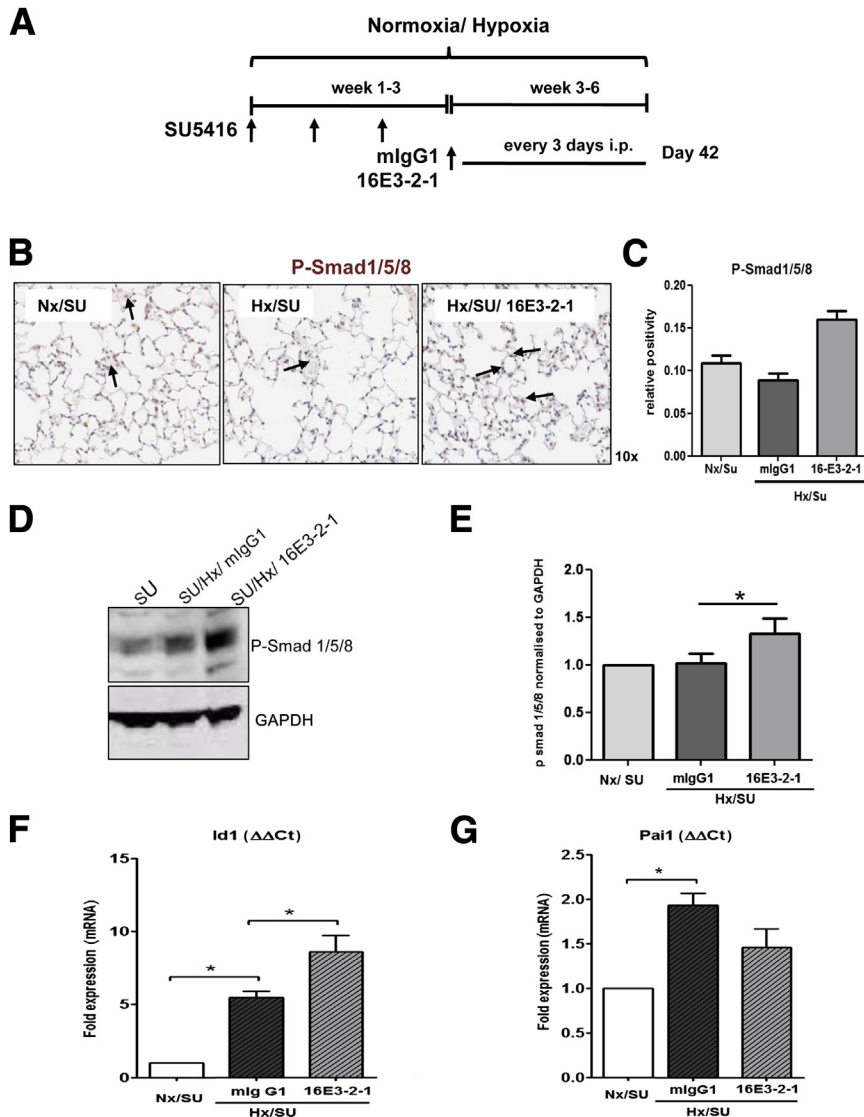 A
Normoxia/ Hypoxia
week 1-3
week 3-6
SU5416
mIgG1
16E3-2-1
every 3 days i.p.
Day 42
B
P-Smad1/5/8
Nx/SU
Hx/SU
Hx/SU/ 16E3-2-1
10x
C
P-Smad1/5/8
relative positivity
0.20
0.15
0.10
0.05
0.00
Nx/Su
mIgG1
16-E3-2-1
Hx/Su
D
SU
SU/Hx/ mIgG1
SU/Hx/ 16E3-2-1
P-Smad 1/5/8
GAPDH
E
p smad 1/5/8 normalised to GAPDH
2.0
1.5
1.0
0.5
0.0
*
Nx/ SU
mIgG1
16E3-2-1
Hx/SU
F
Id1 (ΔΔCt)
Fold expression (mRNA)
15
10
5
0
*
*
Nx/SU
mIg G1
16E3-2-1
Hx/SU
G
Pai1 (ΔΔCt)
Fold expression (mRNA)
2.5
2.0
1.5
1.0
0.5
0.0
*
Nx/SU
mIgG1
16E3-2-1
Hx/SU